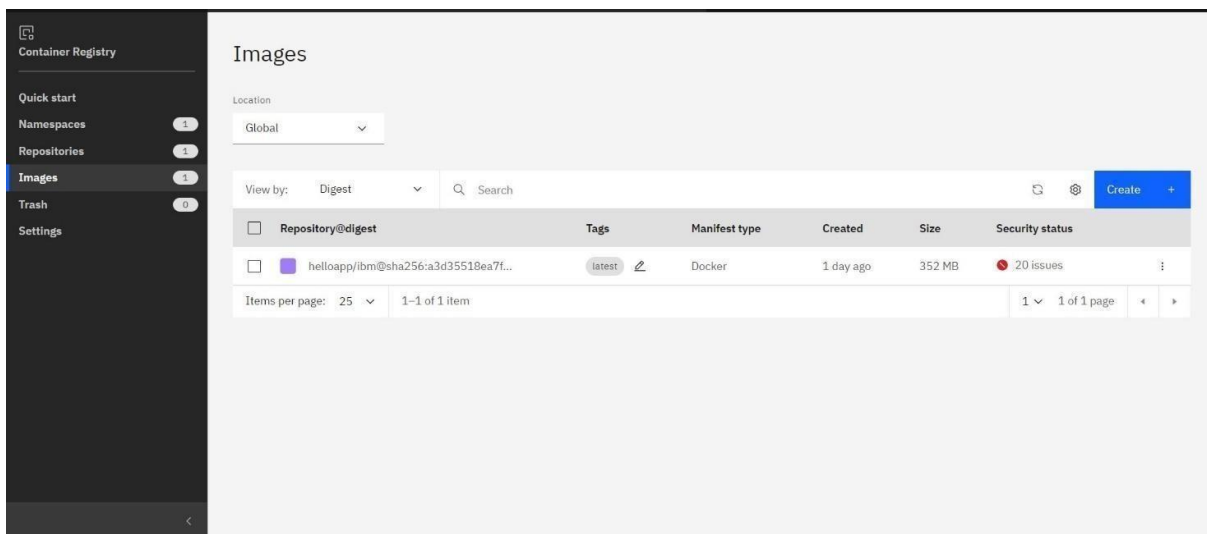 Container Registry
Quick start
Namespaces 1
Repositories 1
Images 1
Trash 0
Settings
Images
Location
Global
View by: Digest Search Create +
Repository@digest Tags Manifest type Created Size Security status
helloapp/ibm@sha256:a3d35518ea7f... latest Docker 1 day ago 352 MB 20 issues
Items per page: 25 1–1 of 1 item 1 1 of 1 page